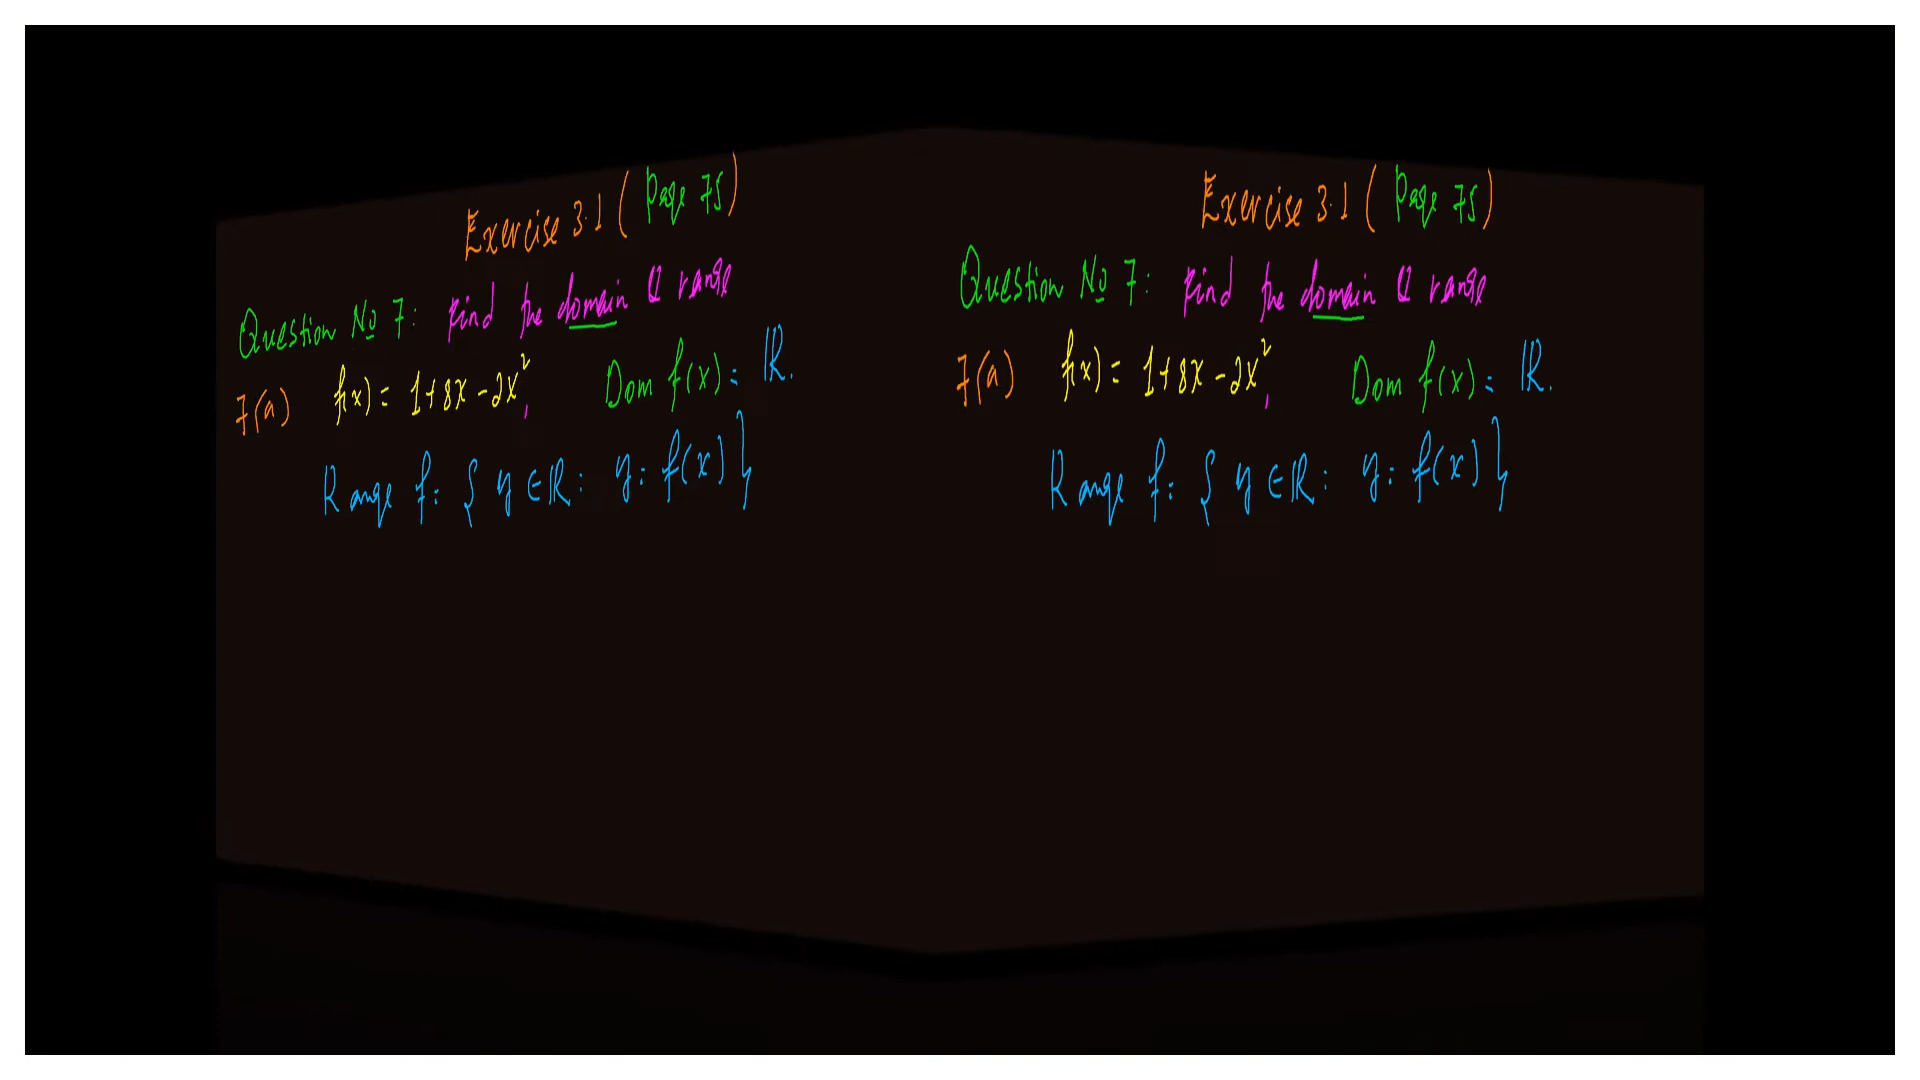 Exercise 3.1 ( Page 75 )
Question No 7: Find the domain & range
7(a) f(x) = 1+8x-2x², Dom f(x) = ℝ.
Range f = { y ∈ ℝ : y = f(x) }
Exercise 3.1 ( Page 75 )
Question No 7: Find the domain & range
7(a) f(x) = 1+8x-2x², Dom f(x) = ℝ.
Range f = { y ∈ ℝ : y = f(x) }